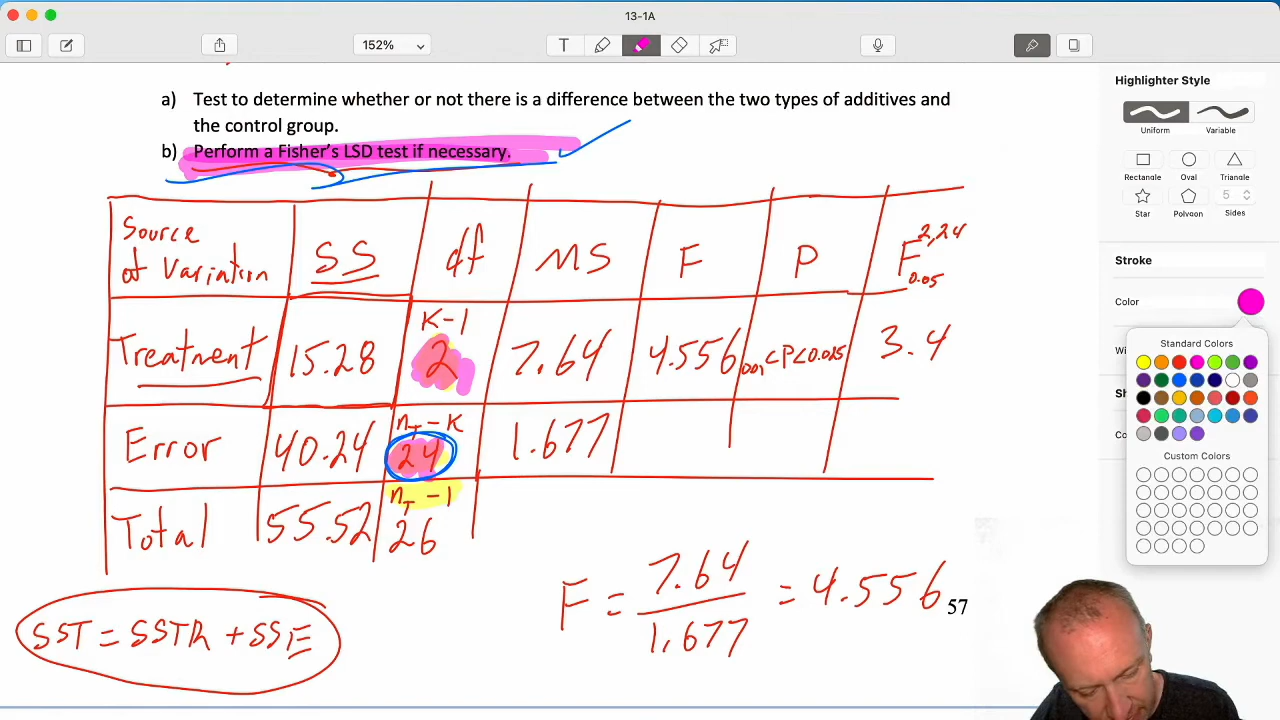 13-1A
152%
T
a) Test to determine whether or not there is a difference between the two types of additives and
the control group.
b) Perform a Fisher's LSD test if necessary.
Source of Variation SS df MS F P F 2,24 0.05
Treatment 15.28 K-1 2 7.64 4.556 0.01<P<0.025 3.4
Error 40.24 nT-K 24 1.677
Total 55.52 nT-1 26
SST = SSTR + SSE
F = 7.64 / 1.677 = 4.556
57
Highlighter Style
Uniform Variable
Rectangle Oval Triangle
Star Polygon 5 Sides
Stroke
Color
Wi
Standard Colors
Sh
Co
Custom Colors